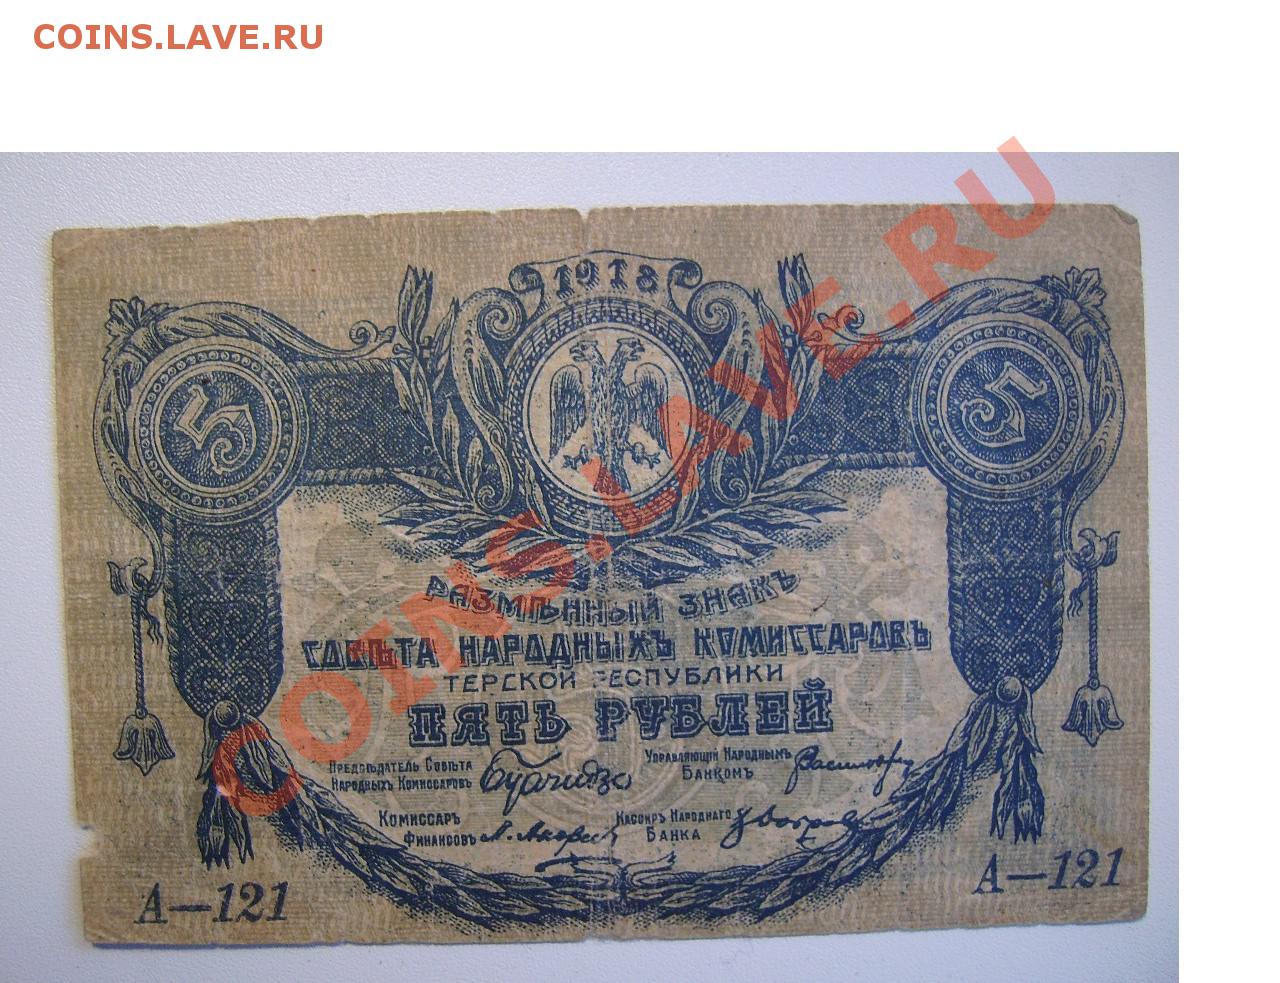 COINS.LAVE.RU
1918
5 5
РАЗМѢННЫЙ ЗНАКЪ
СОВѢТА НАРОДНЫХЪ КОМИССАРОВЪ
ТЕРСКОЙ РЕСПУБЛИКИ
ПЯТЬ РУБЛЕЙ
ПРЕДСѢДАТЕЛЬ СОВѢТА
НАРОДНЫХЪ КОМИССАРОВЪ
УПРАВЛЯЮЩІЙ НАРОДНЫМЪ
БАНКОМЪ
КОМИССАРЪ
ФИНАНСОВЪ
КАССИРЪ НАРОДНАГО
БАНКА
А—121
А—121
COINS.LAVE.RU